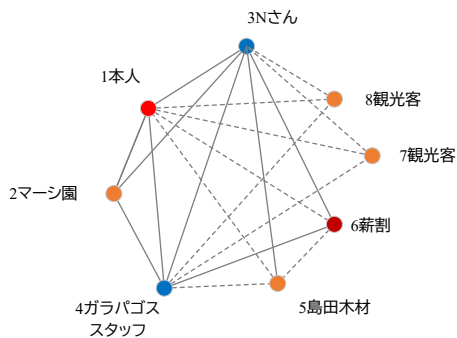 3Nさん
1本人
8観光客
7観光客
2マーシ園
6薪割
4ガラパゴス
スタッフ
5島田木材